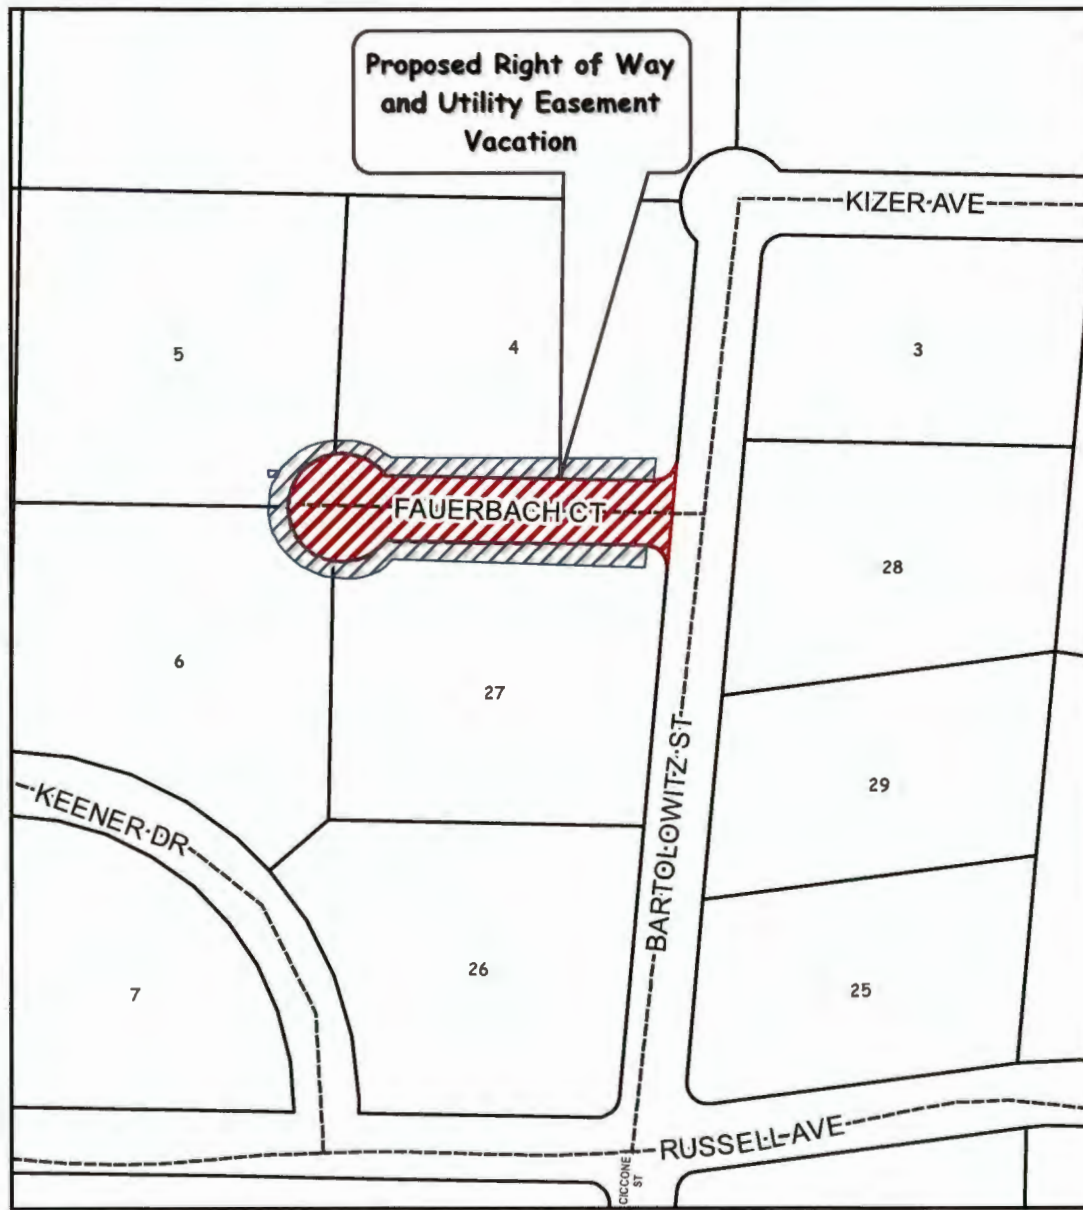 Proposed Right of Way
and Utility Easement
Vacation
KIZER AVE
5
4
3
FAUERBACH CT
28
6
27
BARTOLOWITZ ST
29
KEENER DR
26
7
25
RUSSELL AVE
CICCONE
ST